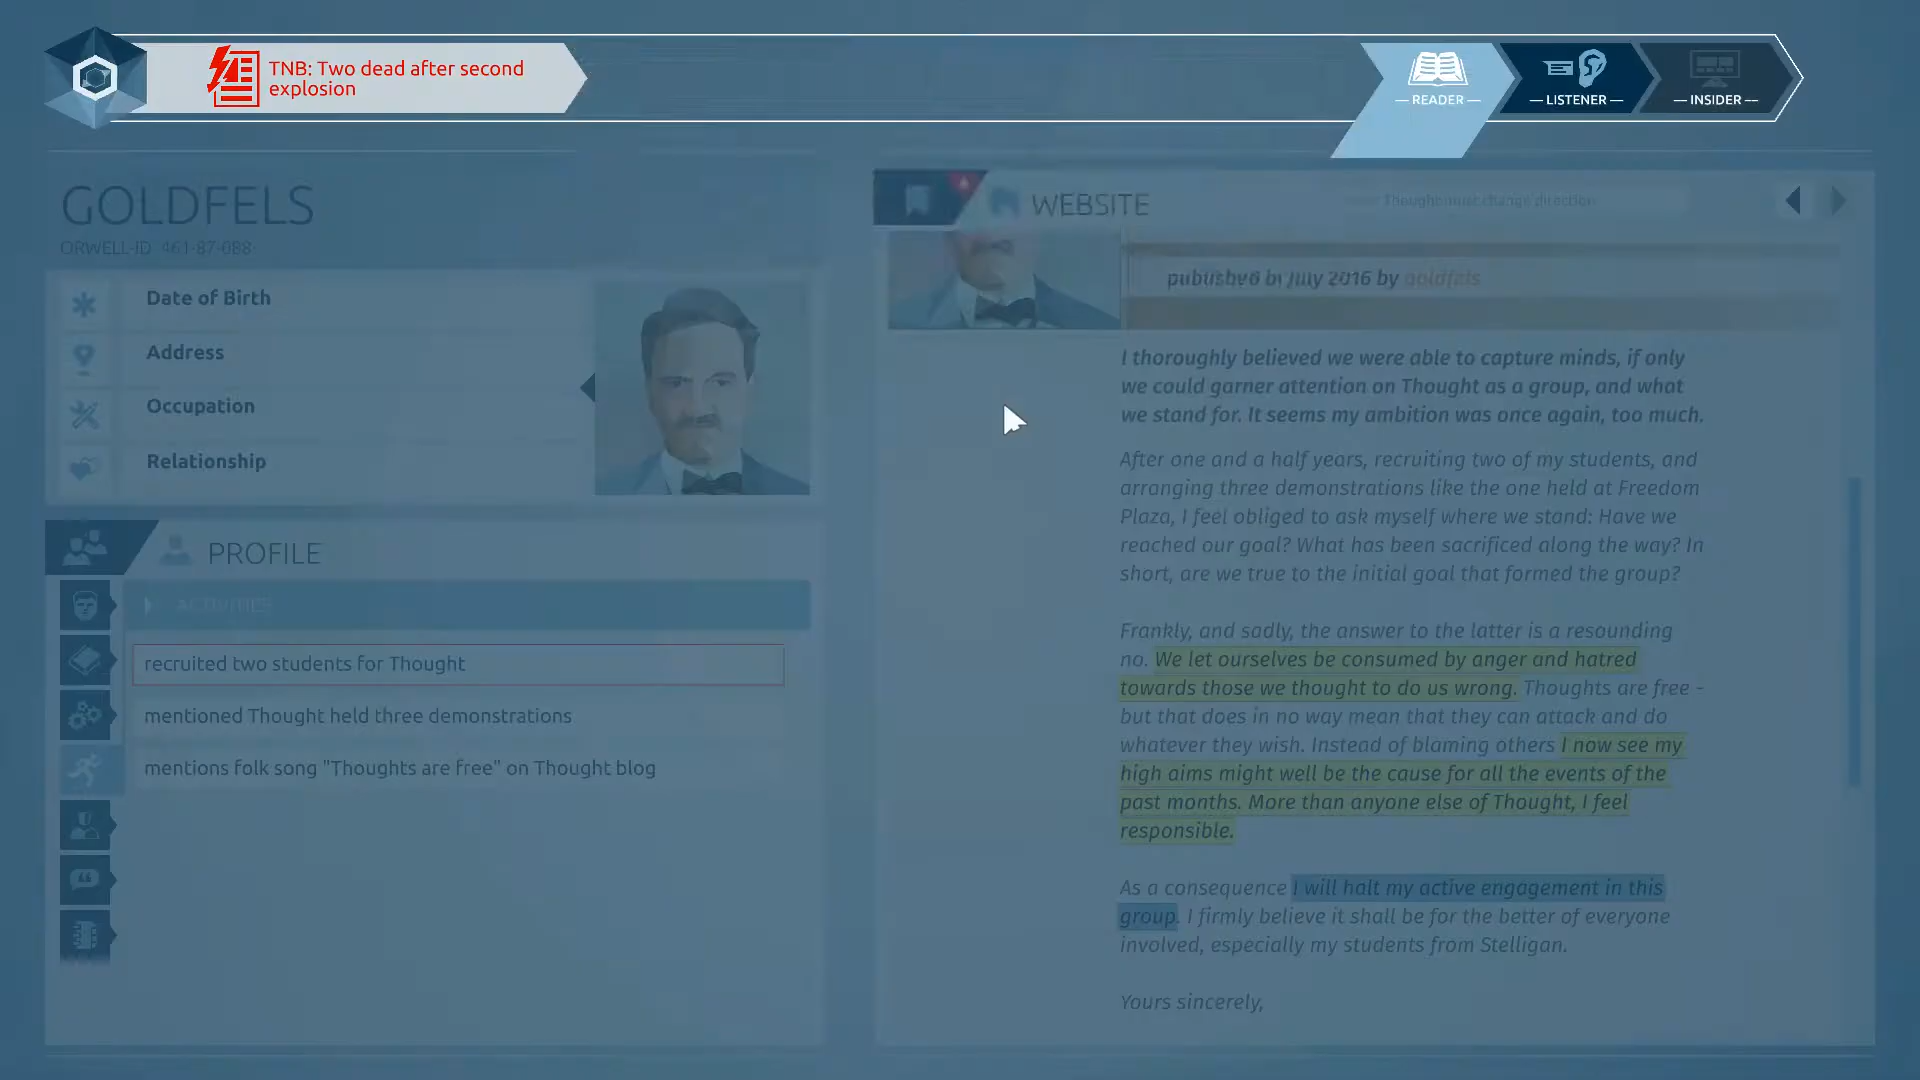 TNB: Two dead after second
explosion
READER
LISTENER
INSIDER
GOLDFELS
ORWELL-ID 461-87-088
Date of Birth
Address
Occupation
Relationship
PROFILE
ACTIVITIES
recruited two students for Thought
mentioned Thought held three demonstrations
mentions folk song "Thoughts are free" on Thought blog
WEBSITE
Thought must change direction
published in July 2016 by goldfels
I thoroughly believed we were able to capture minds, if only
we could garner attention on Thought as a group, and what
we stand for. It seems my ambition was once again, too much.
After one and a half years, recruiting two of my students, and
arranging three demonstrations like the one held at Freedom
Plaza, I feel obliged to ask myself where we stand: Have we
reached our goal? What has been sacrificed along the way? In
short, are we true to the initial goal that formed the group?
Frankly, and sadly, the answer to the latter is a resounding
no. We let ourselves be consumed by anger and hatred
towards those we thought to do us wrong. Thoughts are free -
but that does in no way mean that they can attack and do
whatever they wish. Instead of blaming others I now see my
high aims might well be the cause for all the events of the
past months. More than anyone else of Thought, I feel
responsible.
As a consequence I will halt my active engagement in this
group. I firmly believe it shall be for the better of everyone
involved, especially my students from Stelligan.
Yours sincerely,